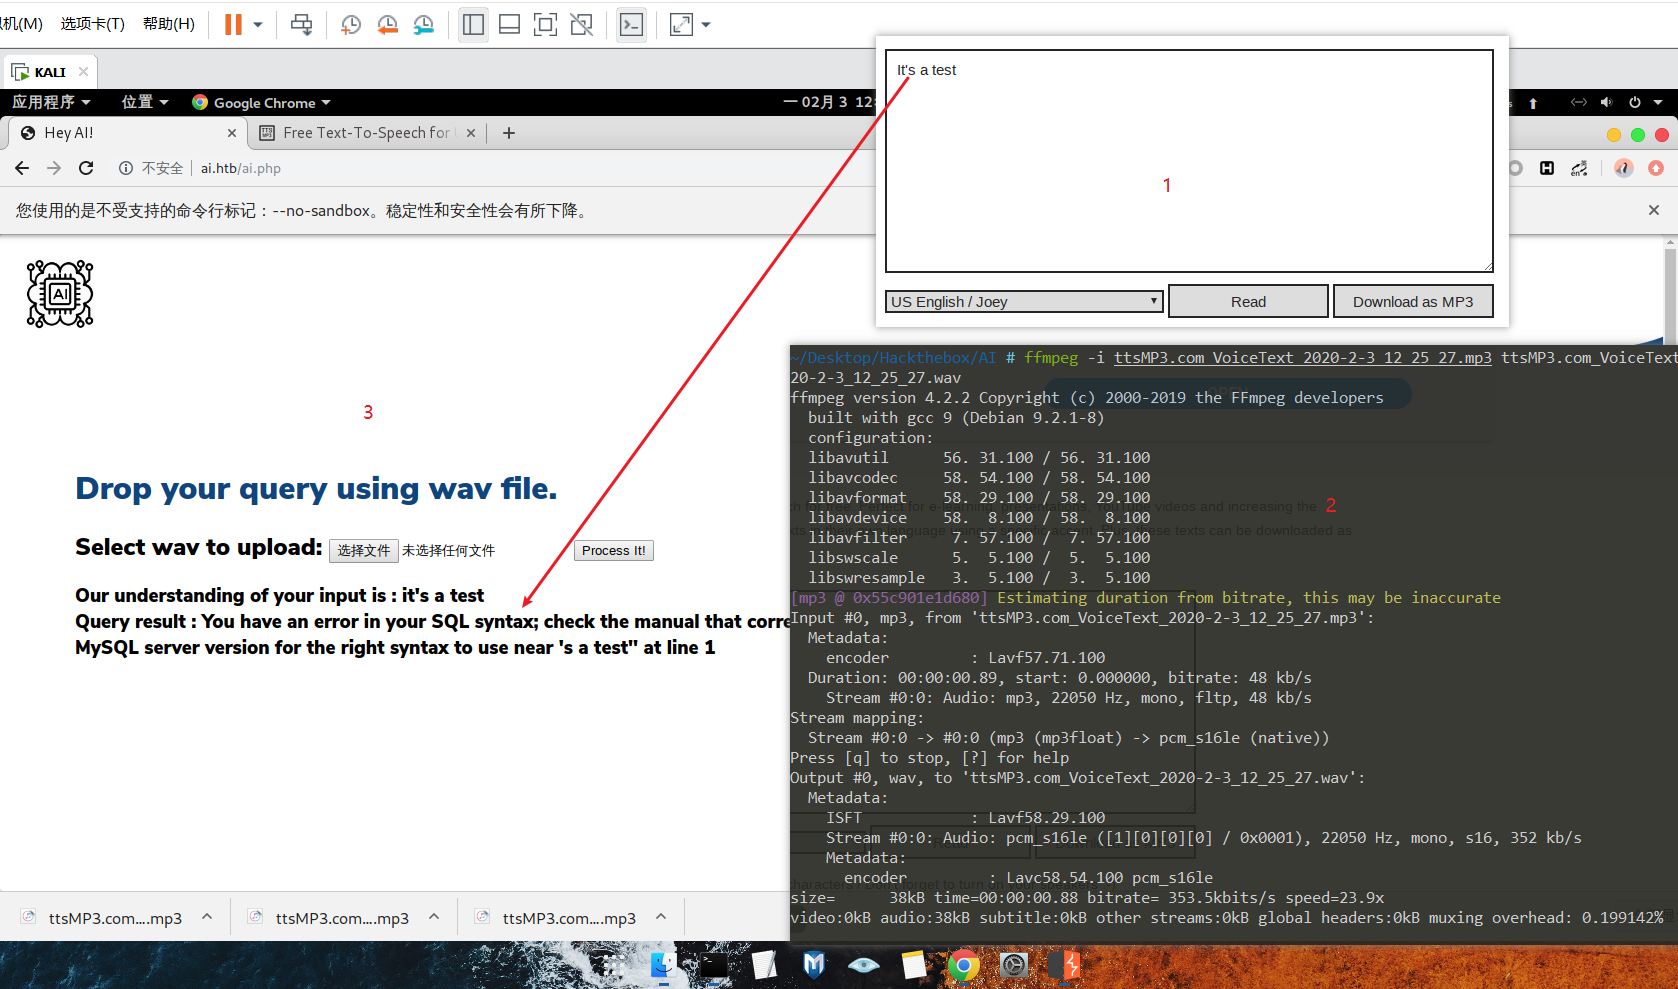 机(M) 选项卡(T) 帮助(H)
KALI
应用程序 位置 Google Chrome 一 02月 3 12:
Hey AI!
Free Text-To-Speech for
不安全 ai.htb/ai.php
您使用的是不受支持的命令行标记：--no-sandbox。稳定性和安全性会有所下降。
en
AI
It's a test
1
US English / Joey
Read
Download as MP3
3
Drop your query using wav file.
Select wav to upload: 选择文件 未选择任何文件 Process It!
Our understanding of your input is : it's a test
Query result : You have an error in your SQL syntax; check the manual that corre
MySQL server version for the right syntax to use near 's a test'' at line 1
~/Desktop/Hackthebox/AI # ffmpeg -i ttsMP3.com_VoiceText_2020-2-3_12_25_27.mp3 ttsMP3.com_VoiceText
20-2-3_12_25_27.wav
ffmpeg version 4.2.2 Copyright (c) 2000-2019 the FFmpeg developers
built with gcc 9 (Debian 9.2.1-8)
configuration:
libavutil 56. 31.100 / 56. 31.100
libavcodec 58. 54.100 / 58. 54.100
libavformat 58. 29.100 / 58. 29.100
libavdevice 58. 8.100 / 58. 8.100
libavfilter 7. 57.100 / 7. 57.100
libswscale 5. 5.100 / 5. 5.100
libswresample 3. 5.100 / 3. 5.100
2
[mp3 @ 0x55c901e1d680] Estimating duration from bitrate, this may be inaccurate
Input #0, mp3, from 'ttsMP3.com_VoiceText_2020-2-3_12_25_27.mp3':
Metadata:
encoder : Lavf57.71.100
Duration: 00:00:00.89, start: 0.000000, bitrate: 48 kb/s
Stream #0:0: Audio: mp3, 22050 Hz, mono, fltp, 48 kb/s
Stream mapping:
Stream #0:0 -> #0:0 (mp3 (mp3float) -> pcm_s16le (native))
Press [q] to stop, [?] for help
Output #0, wav, to 'ttsMP3.com_VoiceText_2020-2-3_12_25_27.wav':
Metadata:
ISFT : Lavf58.29.100
Stream #0:0: Audio: pcm_s16le ([1][0][0][0] / 0x0001), 22050 Hz, mono, s16, 352 kb/s
Metadata:
encoder : Lavc58.54.100 pcm_s16le
size= 38kB time=00:00:00.88 bitrate= 353.5kbits/s speed=23.9x
video:0kB audio:38kB subtitle:0kB other streams:0kB global headers:0kB muxing overhead: 0.199142%
ttsMP3.com....mp3
ttsMP3.com....mp3
ttsMP3.com....mp3